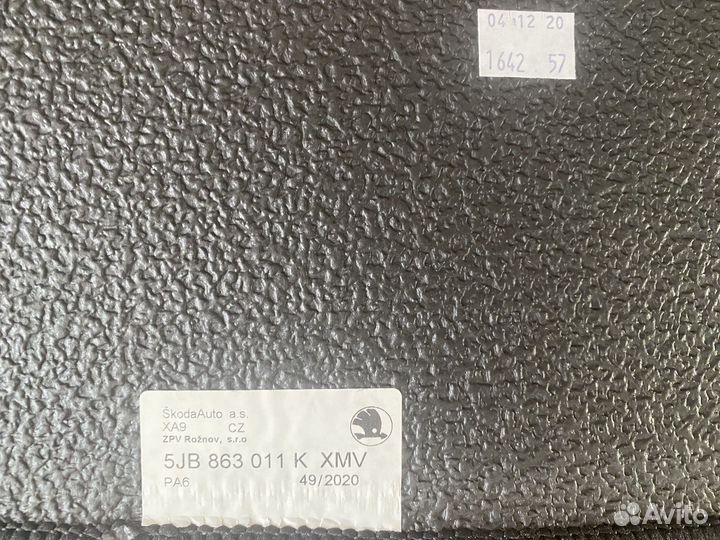 04 12 20
1642 57
ŠkodaAuto a.s.
XA9 CZ
ZPV Rožnov, s.r.o
5JB 863 011 K XMV
PA6 49/2020
Avito